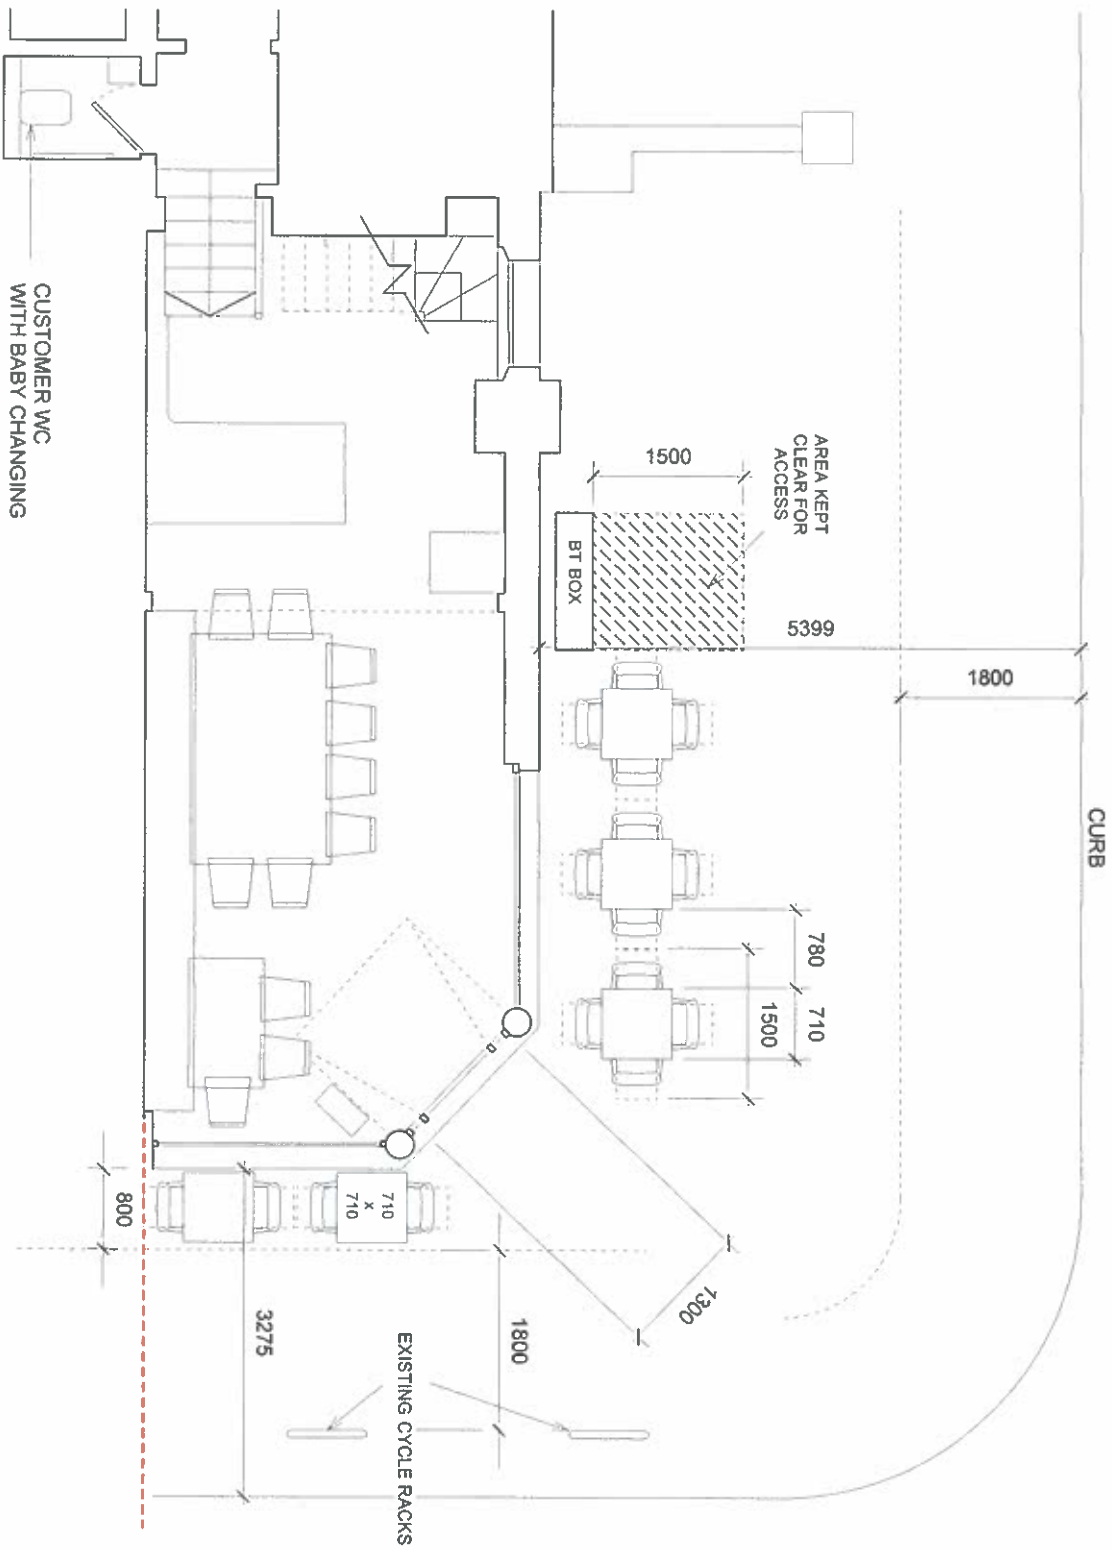 CURB
1800
5399
AREA KEPT
CLEAR FOR
ACCESS
1500
BT BOX
780
710
1500
1300
CUSTOMER WC
WITH BABY CHANGING
710
x
710
800
3275
1800
EXISTING CYCLE RACKS